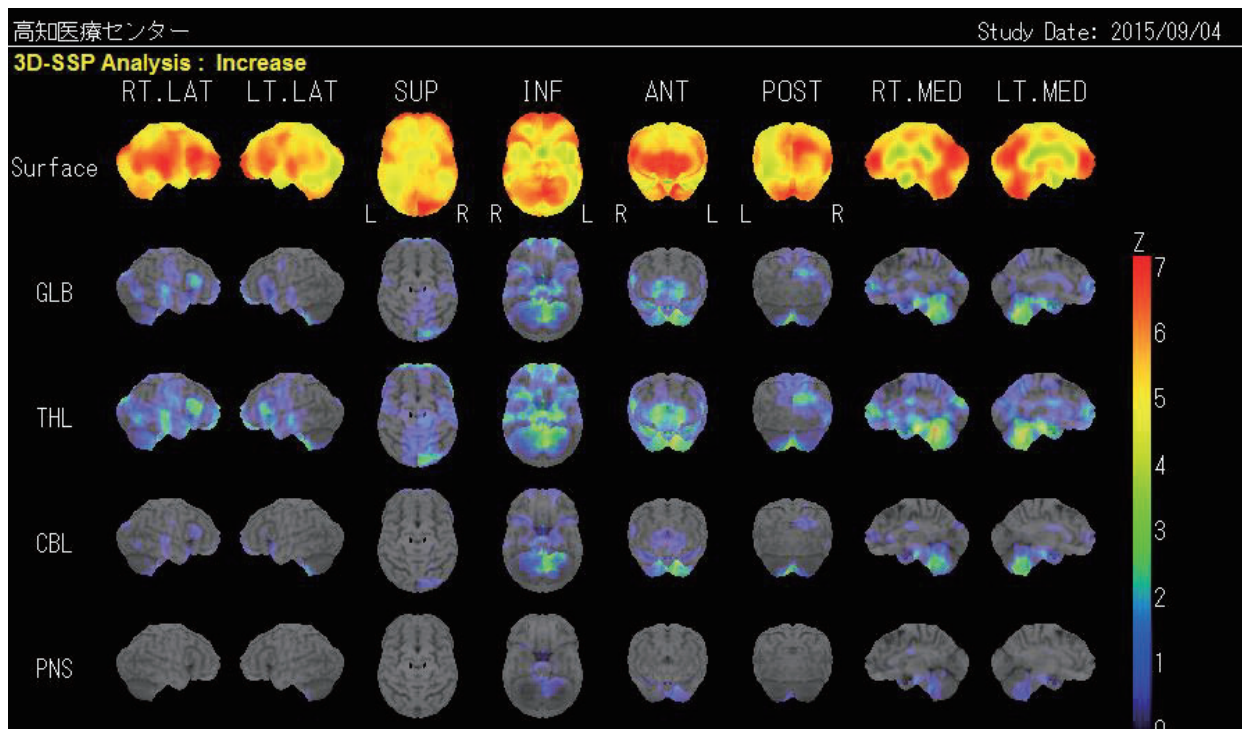 高知医療センター Study Date: 2015/09/04
3D-SSP Analysis : Increase
RT.LAT LT.LAT SUP INF ANT POST RT.MED LT.MED
Surface
L R R L R L L R
Z
GLB
7
6
THL
5
4
CBL
3
2
PNS
1
0